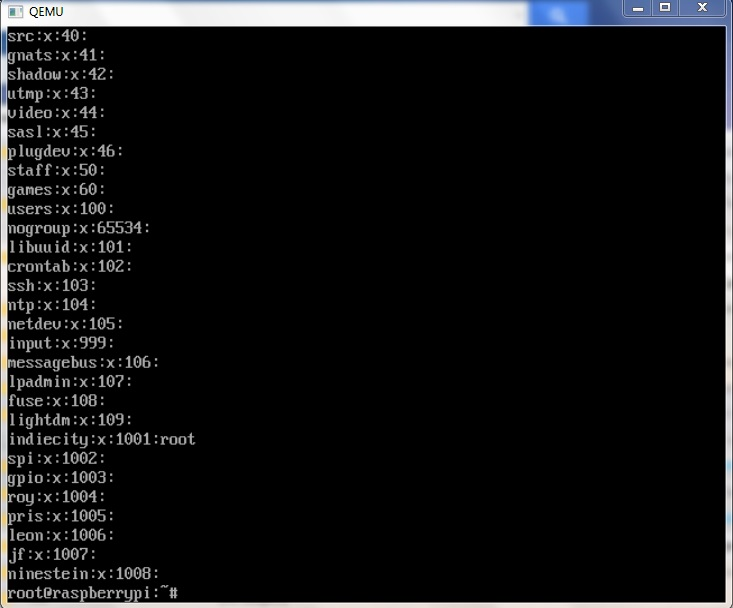 QEMU
src:x:40:
gnats:x:41:
shadow:x:42:
utmp:x:43:
video:x:44:
sasl:x:45:
plugdev:x:46:
staff:x:50:
games:x:60:
users:x:100:
nogroup:x:65534:
libuuid:x:101:
crontab:x:102:
ssh:x:103:
ntp:x:104:
netdev:x:105:
input:x:999:
messagebus:x:106:
lpadmin:x:107:
fuse:x:108:
lightdm:x:109:
indiecity:x:1001:root
spi:x:1002:
gpio:x:1003:
roy:x:1004:
pris:x:1005:
leon:x:1006:
jf:x:1007:
ninestein:x:1008:
root@raspberrypi:~#